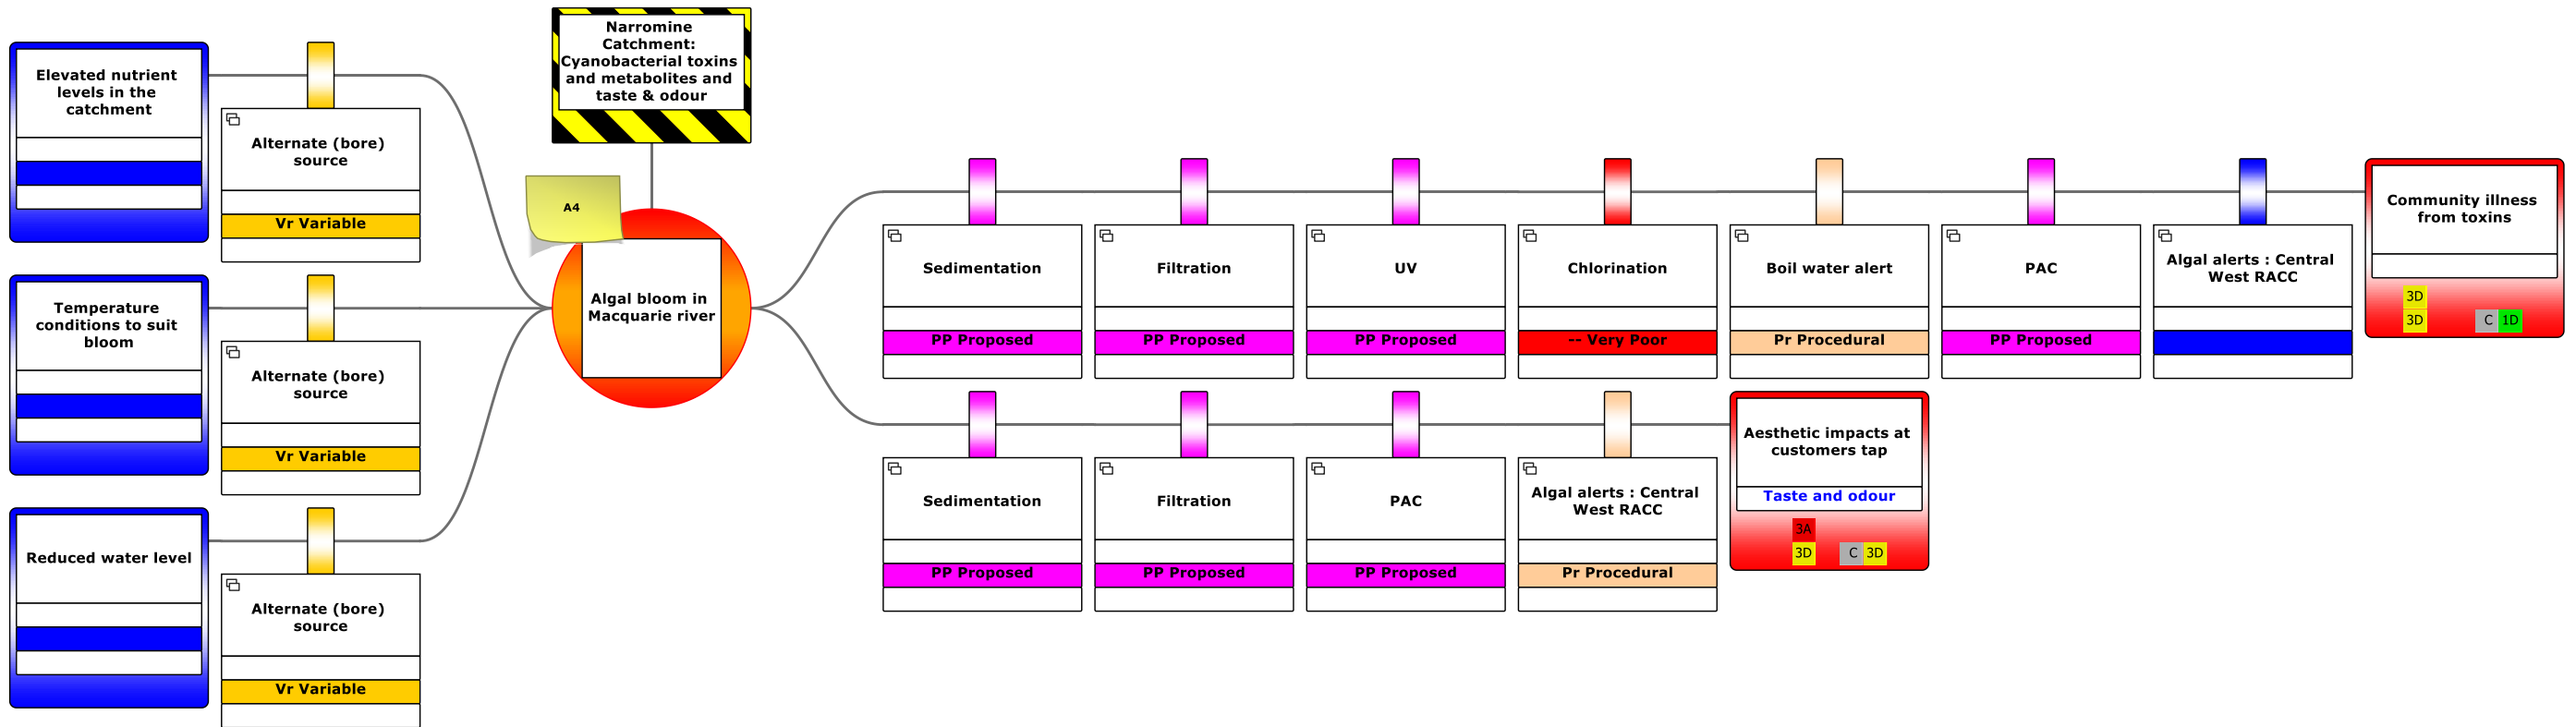 Narromine
Catchment:
Cyanobacterial toxins
and metabolites and
taste & odour
Elevated nutrient
levels in the
catchment
Alternate (bore)
source
Vr Variable
Temperature
conditions to suit
bloom
Alternate (bore)
source
Vr Variable
Reduced water level
Alternate (bore)
source
Vr Variable
A4
Algal bloom in
Macquarie river
Sedimentation
PP Proposed
Filtration
PP Proposed
UV
PP Proposed
Chlorination
-- Very Poor
Boil water alert
Pr Procedural
PAC
PP Proposed
Algal alerts : Central
West RACC
Community illness
from toxins
3D
3D C 1D
Sedimentation
PP Proposed
Filtration
PP Proposed
PAC
PP Proposed
Algal alerts : Central
West RACC
Pr Procedural
Aesthetic impacts at
customers tap
Taste and odour
3A
3D C 3D